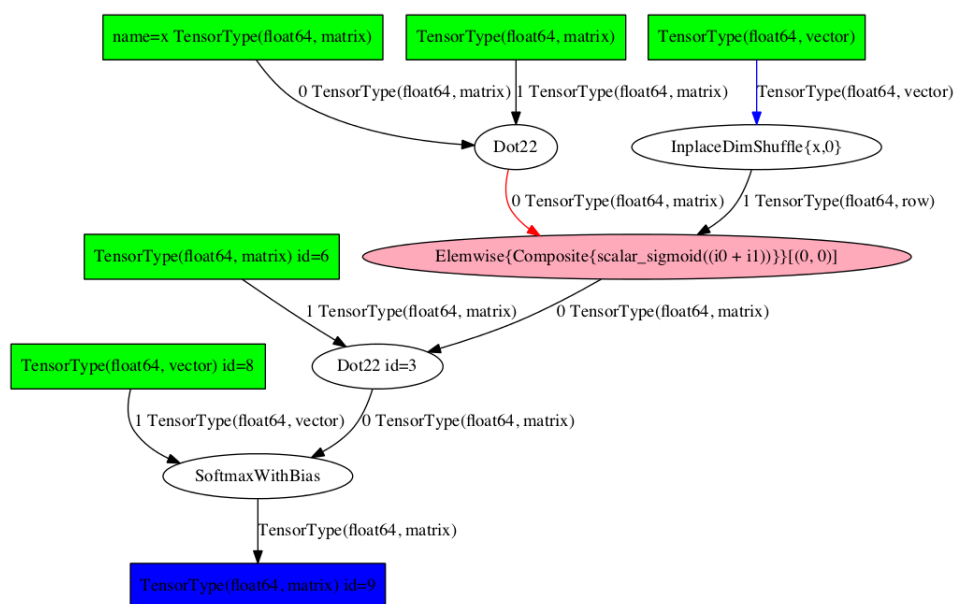 name=x TensorType(float64, matrix)
TensorType(float64, matrix)
TensorType(float64, vector)
0 TensorType(float64, matrix)
1 TensorType(float64, matrix)
TensorType(float64, vector)
Dot22
InplaceDimShuffle{x,0}
0 TensorType(float64, matrix)
1 TensorType(float64, row)
TensorType(float64, matrix) id=6
Elemwise{Composite{scalar_sigmoid((i0 + i1))}}[(0, 0)]
1 TensorType(float64, matrix)
0 TensorType(float64, matrix)
TensorType(float64, vector) id=8
Dot22 id=3
1 TensorType(float64, vector)
0 TensorType(float64, matrix)
SoftmaxWithBias
TensorType(float64, matrix)
TensorType(float64, matrix) id=9